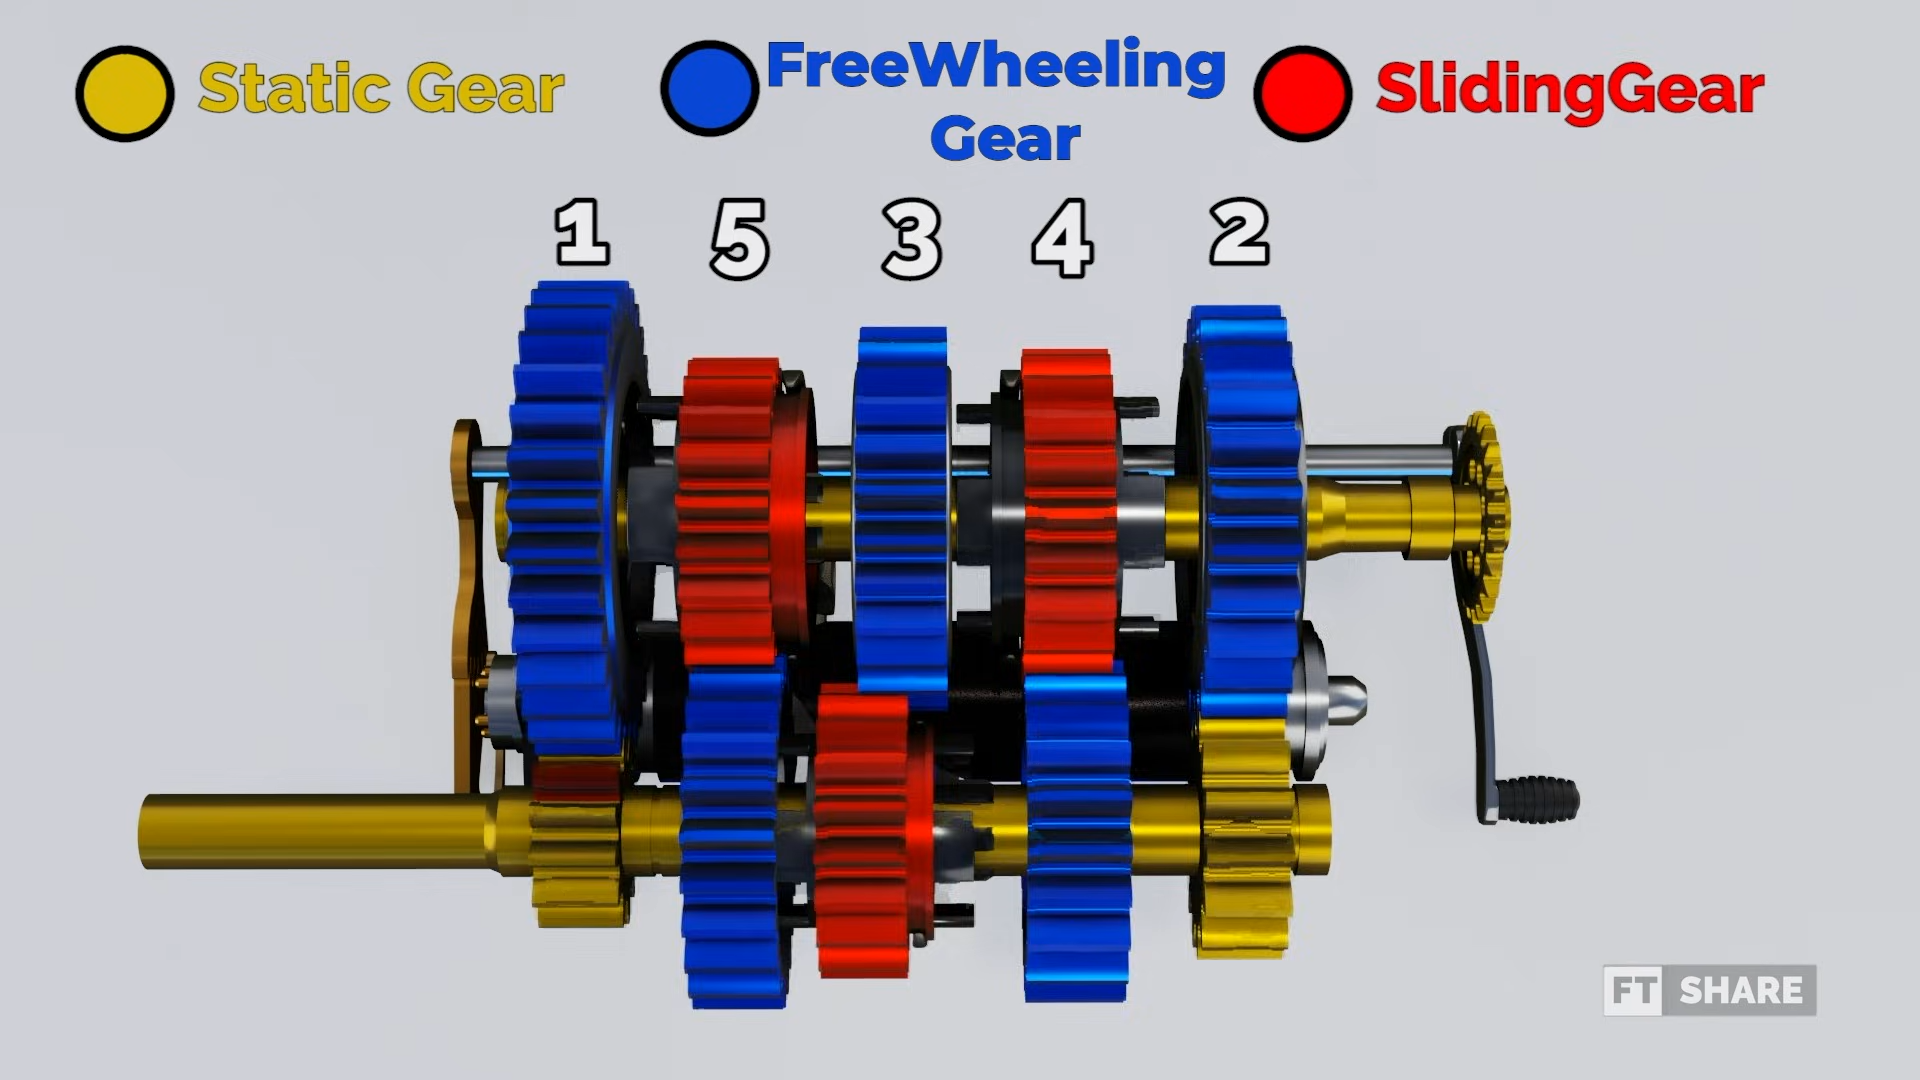 Static Gear
FreeWheeling
Gear
SlidingGear
1 5 3 4 2
FT SHARE